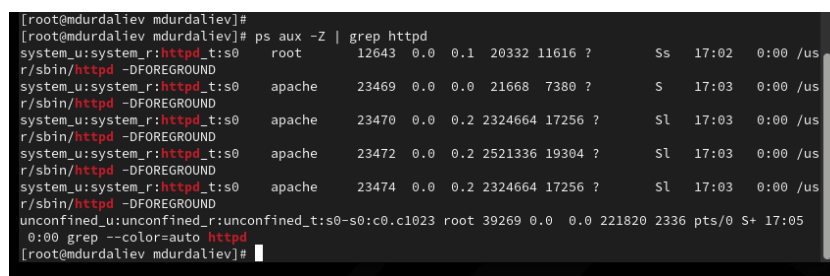 [root@mdurdaliev mdurdaliev]#
[root@mdurdaliev mdurdaliev]# ps aux -Z | grep httpd
system_u:system_r:httpd_t:s0    root       12643  0.0  0.1  20332 11616 ?        Ss   17:02   0:00 /us
r/sbin/httpd -DFOREGROUND
system_u:system_r:httpd_t:s0    apache     23469  0.0  0.0  21668  7380 ?        S    17:03   0:00 /us
r/sbin/httpd -DFOREGROUND
system_u:system_r:httpd_t:s0    apache     23470  0.0  0.2 2324664 17256 ?       Sl   17:03   0:00 /us
r/sbin/httpd -DFOREGROUND
system_u:system_r:httpd_t:s0    apache     23472  0.0  0.2 2521336 19304 ?       Sl   17:03   0:00 /us
r/sbin/httpd -DFOREGROUND
system_u:system_r:httpd_t:s0    apache     23474  0.0  0.2 2324664 17256 ?       Sl   17:03   0:00 /us
r/sbin/httpd -DFOREGROUND
unconfined_u:unconfined_r:unconfined_t:s0-s0:c0.c1023 root 39269 0.0  0.0 221820 2336 pts/0 S+ 17:05
 0:00 grep --color=auto httpd
[root@mdurdaliev mdurdaliev]#